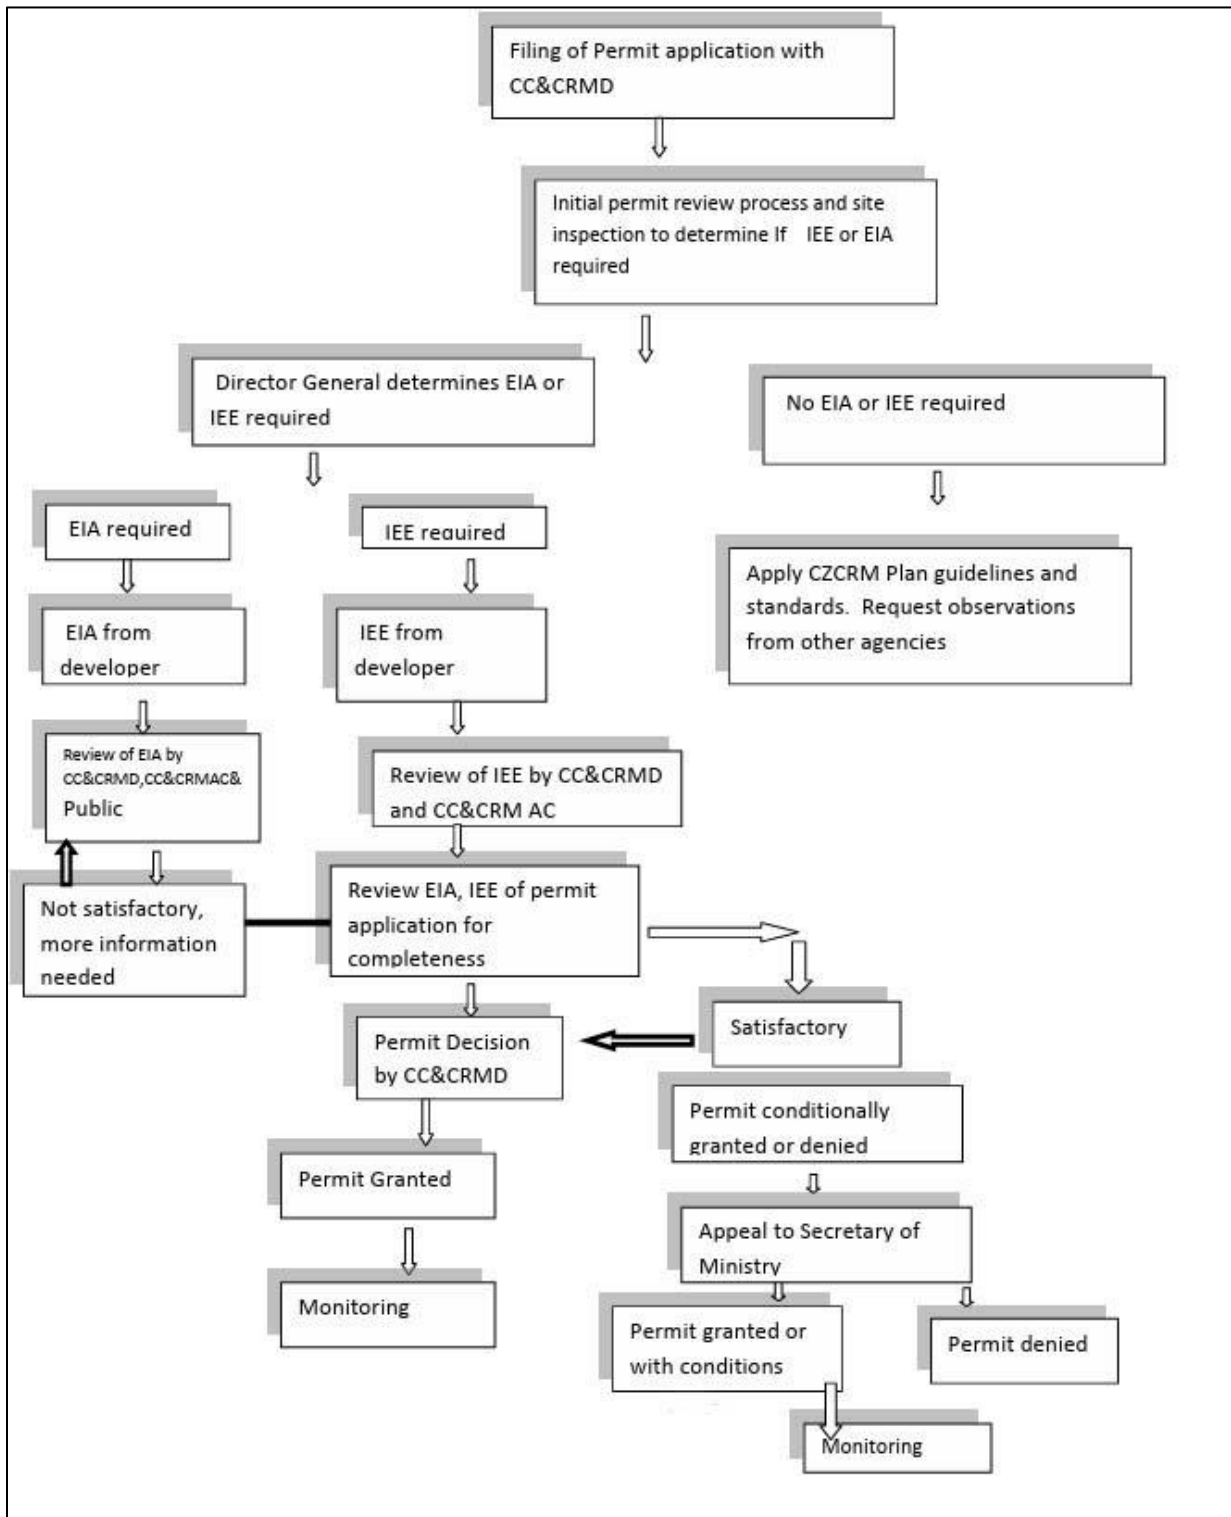 Filing of Permit application with
CC&CRMD
Initial permit review process and site
inspection to determine If IEE or EIA
required
Director General determines EIA or
IEE required
No EIA or IEE required
EIA required
IEE required
Apply CZCRM Plan guidelines and
standards. Request observations
from other agencies
EIA from
developer
IEE from
developer
Review of EIA by
CC&CRMD,CC&CRMAC&
Public
Review of IEE by CC&CRMD
and CC&CRM AC
Not satisfactory,
more information
needed
Review EIA, IEE of permit
application for
completeness
Satisfactory
Permit Decision
by CC&CRMD
Permit conditionally
granted or denied
Permit Granted
Appeal to Secretary of
Ministry
Monitoring
Permit granted or
with conditions
Permit denied
Monitoring